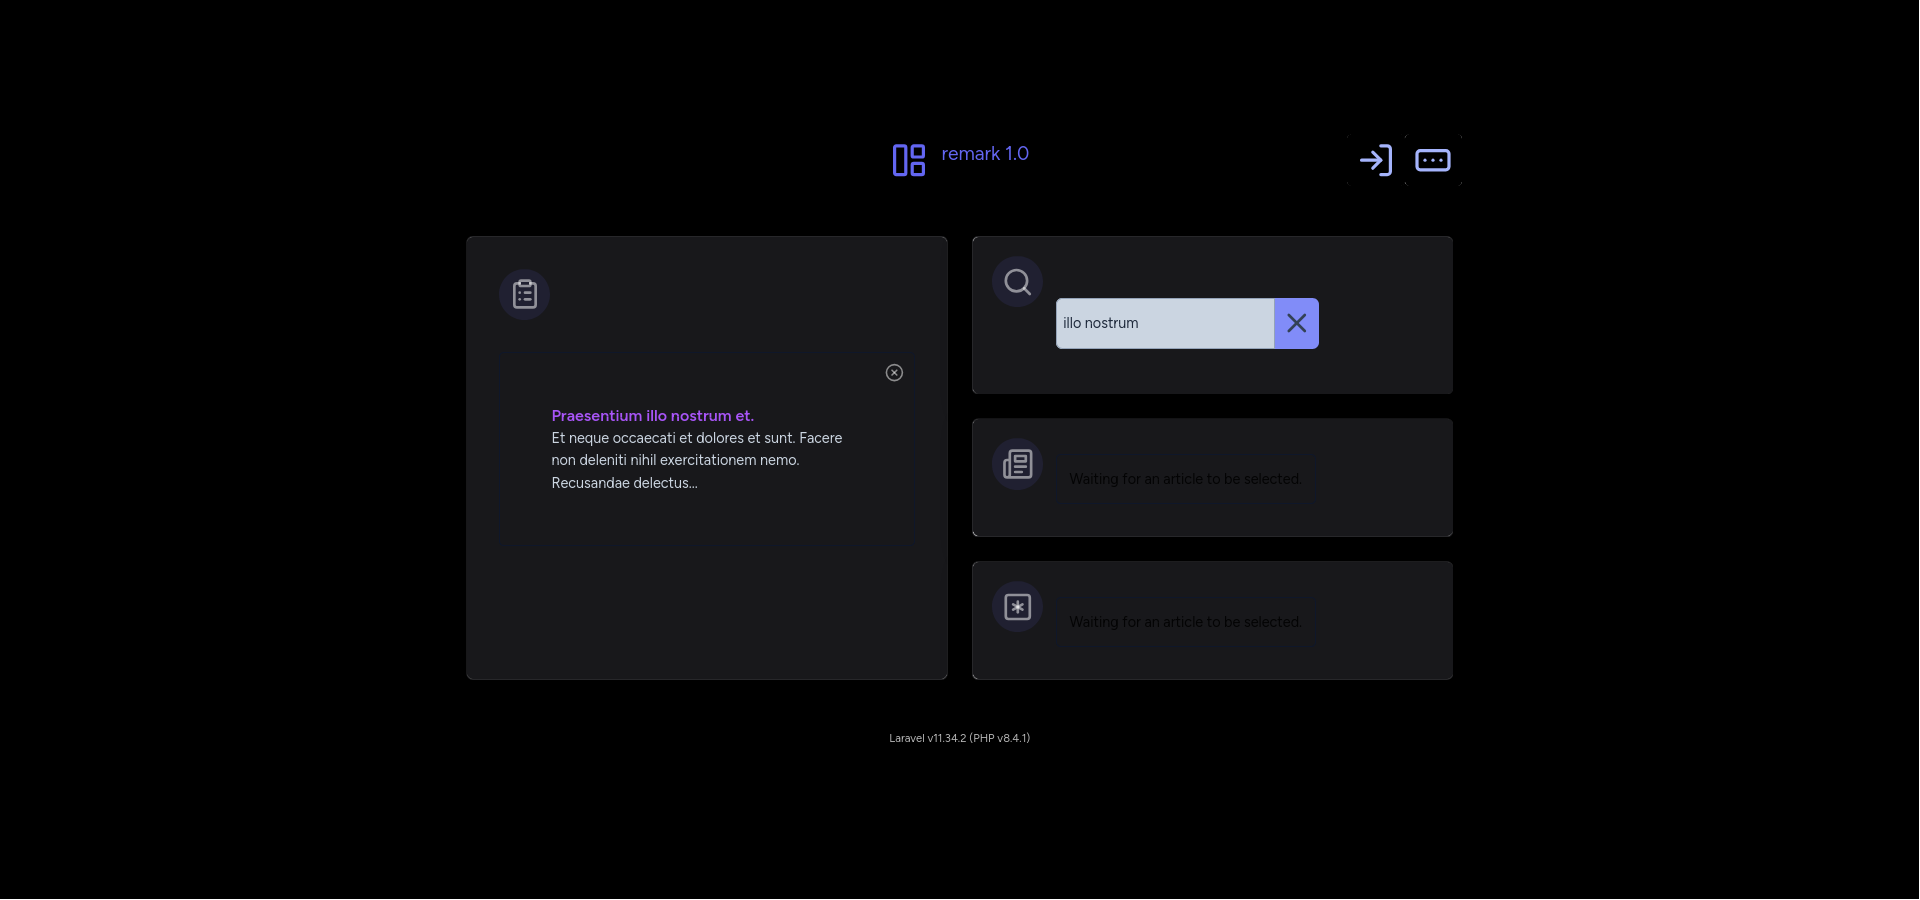 remark 1.0
Praesentium illo nostrum et.
Et neque occaecati et dolores et sunt. Facere
non deleniti nihil exercitationem nemo.
Recusandae delectus...
illo nostrum
Waiting for an article to be selected.
Waiting for an article to be selected.
Laravel v11.34.2 (PHP v8.4.1)